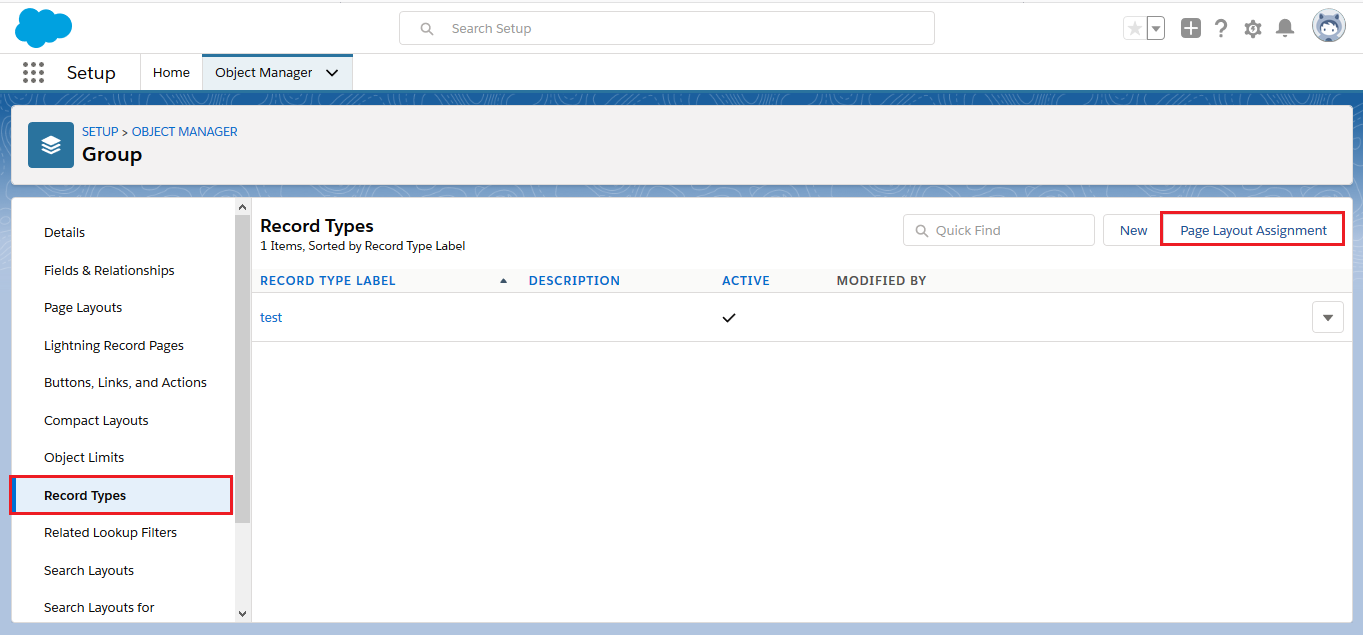 Search Setup
Setup
Home
Object Manager
SETUP > OBJECT MANAGER
Group
Details
Fields & Relationships
Page Layouts
Lightning Record Pages
Buttons, Links, and Actions
Compact Layouts
Object Limits
Record Types
Related Lookup Filters
Search Layouts
Search Layouts for
Record Types
1 Items, Sorted by Record Type Label
Quick Find
New
Page Layout Assignment
RECORD TYPE LABEL DESCRIPTION ACTIVE MODIFIED BY
test